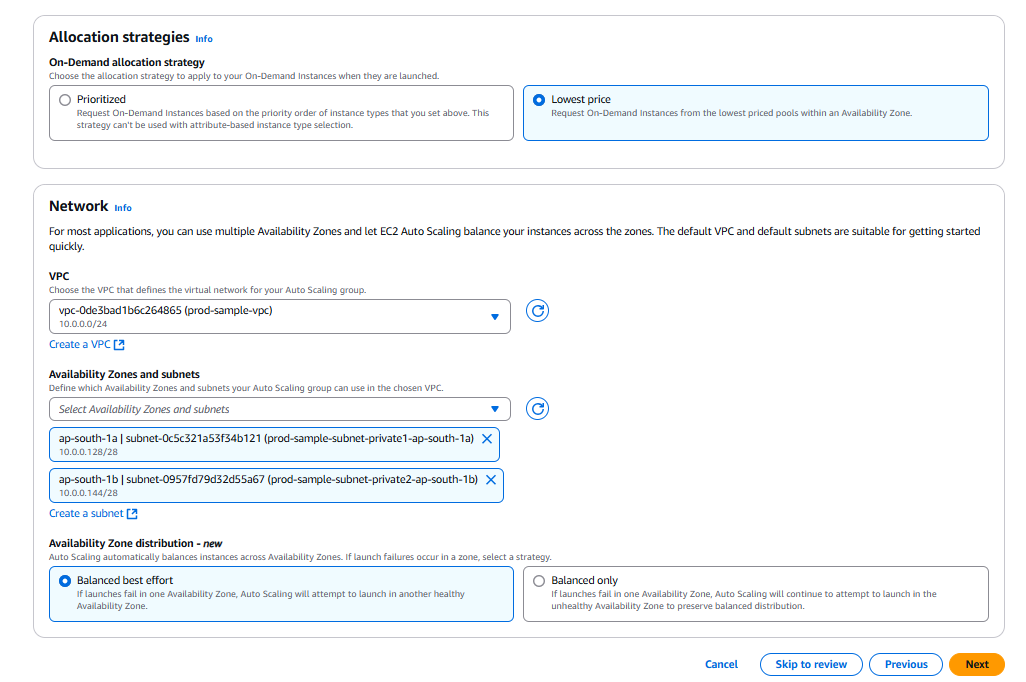 Allocation strategies Info
On-Demand allocation strategy
Choose the allocation strategy to apply to your On-Demand Instances when they are launched.
Prioritized
Request On-Demand Instances based on the priority order of instance types that you set above. This
strategy can't be used with attribute-based instance type selection.
Lowest price
Request On-Demand Instances from the lowest priced pools within an Availability Zone.
Network Info
For most applications, you can use multiple Availability Zones and let EC2 Auto Scaling balance your instances across the zones. The default VPC and default subnets are suitable for getting started
quickly.
VPC
Choose the VPC that defines the virtual network for your Auto Scaling group.
vpc-0de3bad1b6c264865 (prod-sample-vpc)
10.0.0.0/24
Create a VPC
Availability Zones and subnets
Define which Availability Zones and subnets your Auto Scaling group can use in the chosen VPC.
Select Availability Zones and subnets
ap-south-1a | subnet-0c5c321a53f34b121 (prod-sample-subnet-private1-ap-south-1a)
10.0.0.128/28
ap-south-1b | subnet-0957fd79d32d55a67 (prod-sample-subnet-private2-ap-south-1b)
10.0.0.144/28
Create a subnet
Availability Zone distribution - new
Auto Scaling automatically balances instances across Availability Zones. If launch failures occur in a zone, select a strategy.
Balanced best effort
If launches fail in one Availability Zone, Auto Scaling will attempt to launch in another healthy
Availability Zone.
Balanced only
If launches fail in one Availability Zone, Auto Scaling will continue to attempt to launch in the
unhealthy Availability Zone to preserve balanced distribution.
Cancel
Skip to review
Previous
Next